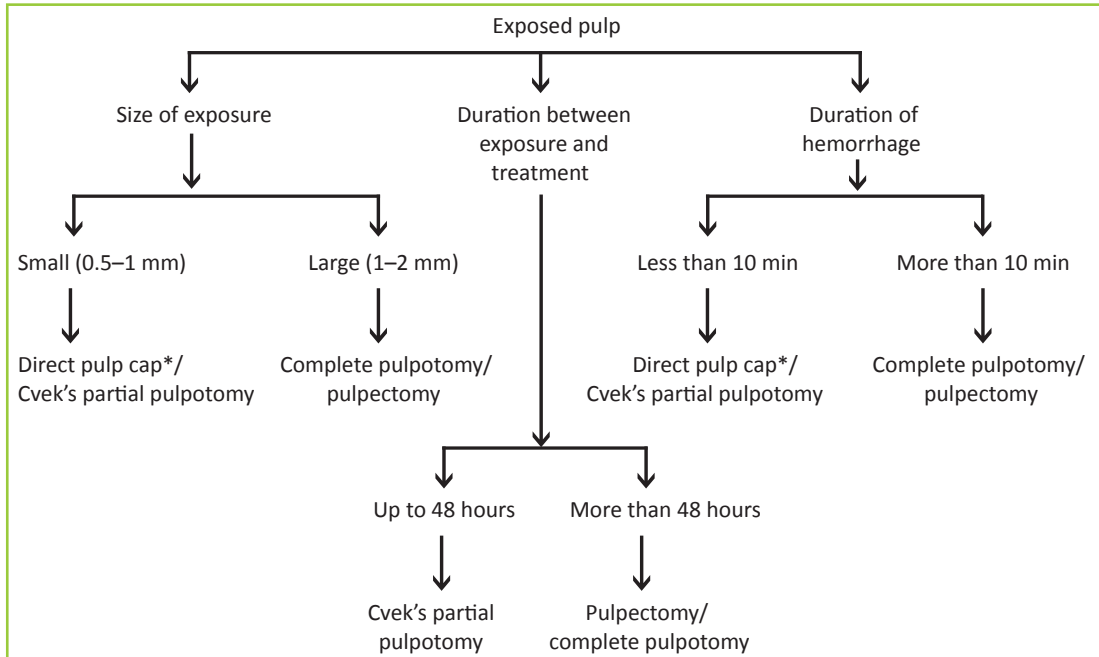 Exposed pulp
Size of exposure
Duration between
exposure and
treatment
Duration of
hemorrhage
Small (0.5–1 mm)
Large (1–2 mm)
Less than 10 min
More than 10 min
Direct pulp cap*/
Cvek's partial pulpotomy
Complete pulpotomy/
pulpectomy
Direct pulp cap*/
Cvek's partial pulpotomy
Complete pulpotomy/
pulpectomy
Up to 48 hours
More than 48 hours
Cvek's partial
pulpotomy
Pulpectomy/
complete pulpotomy